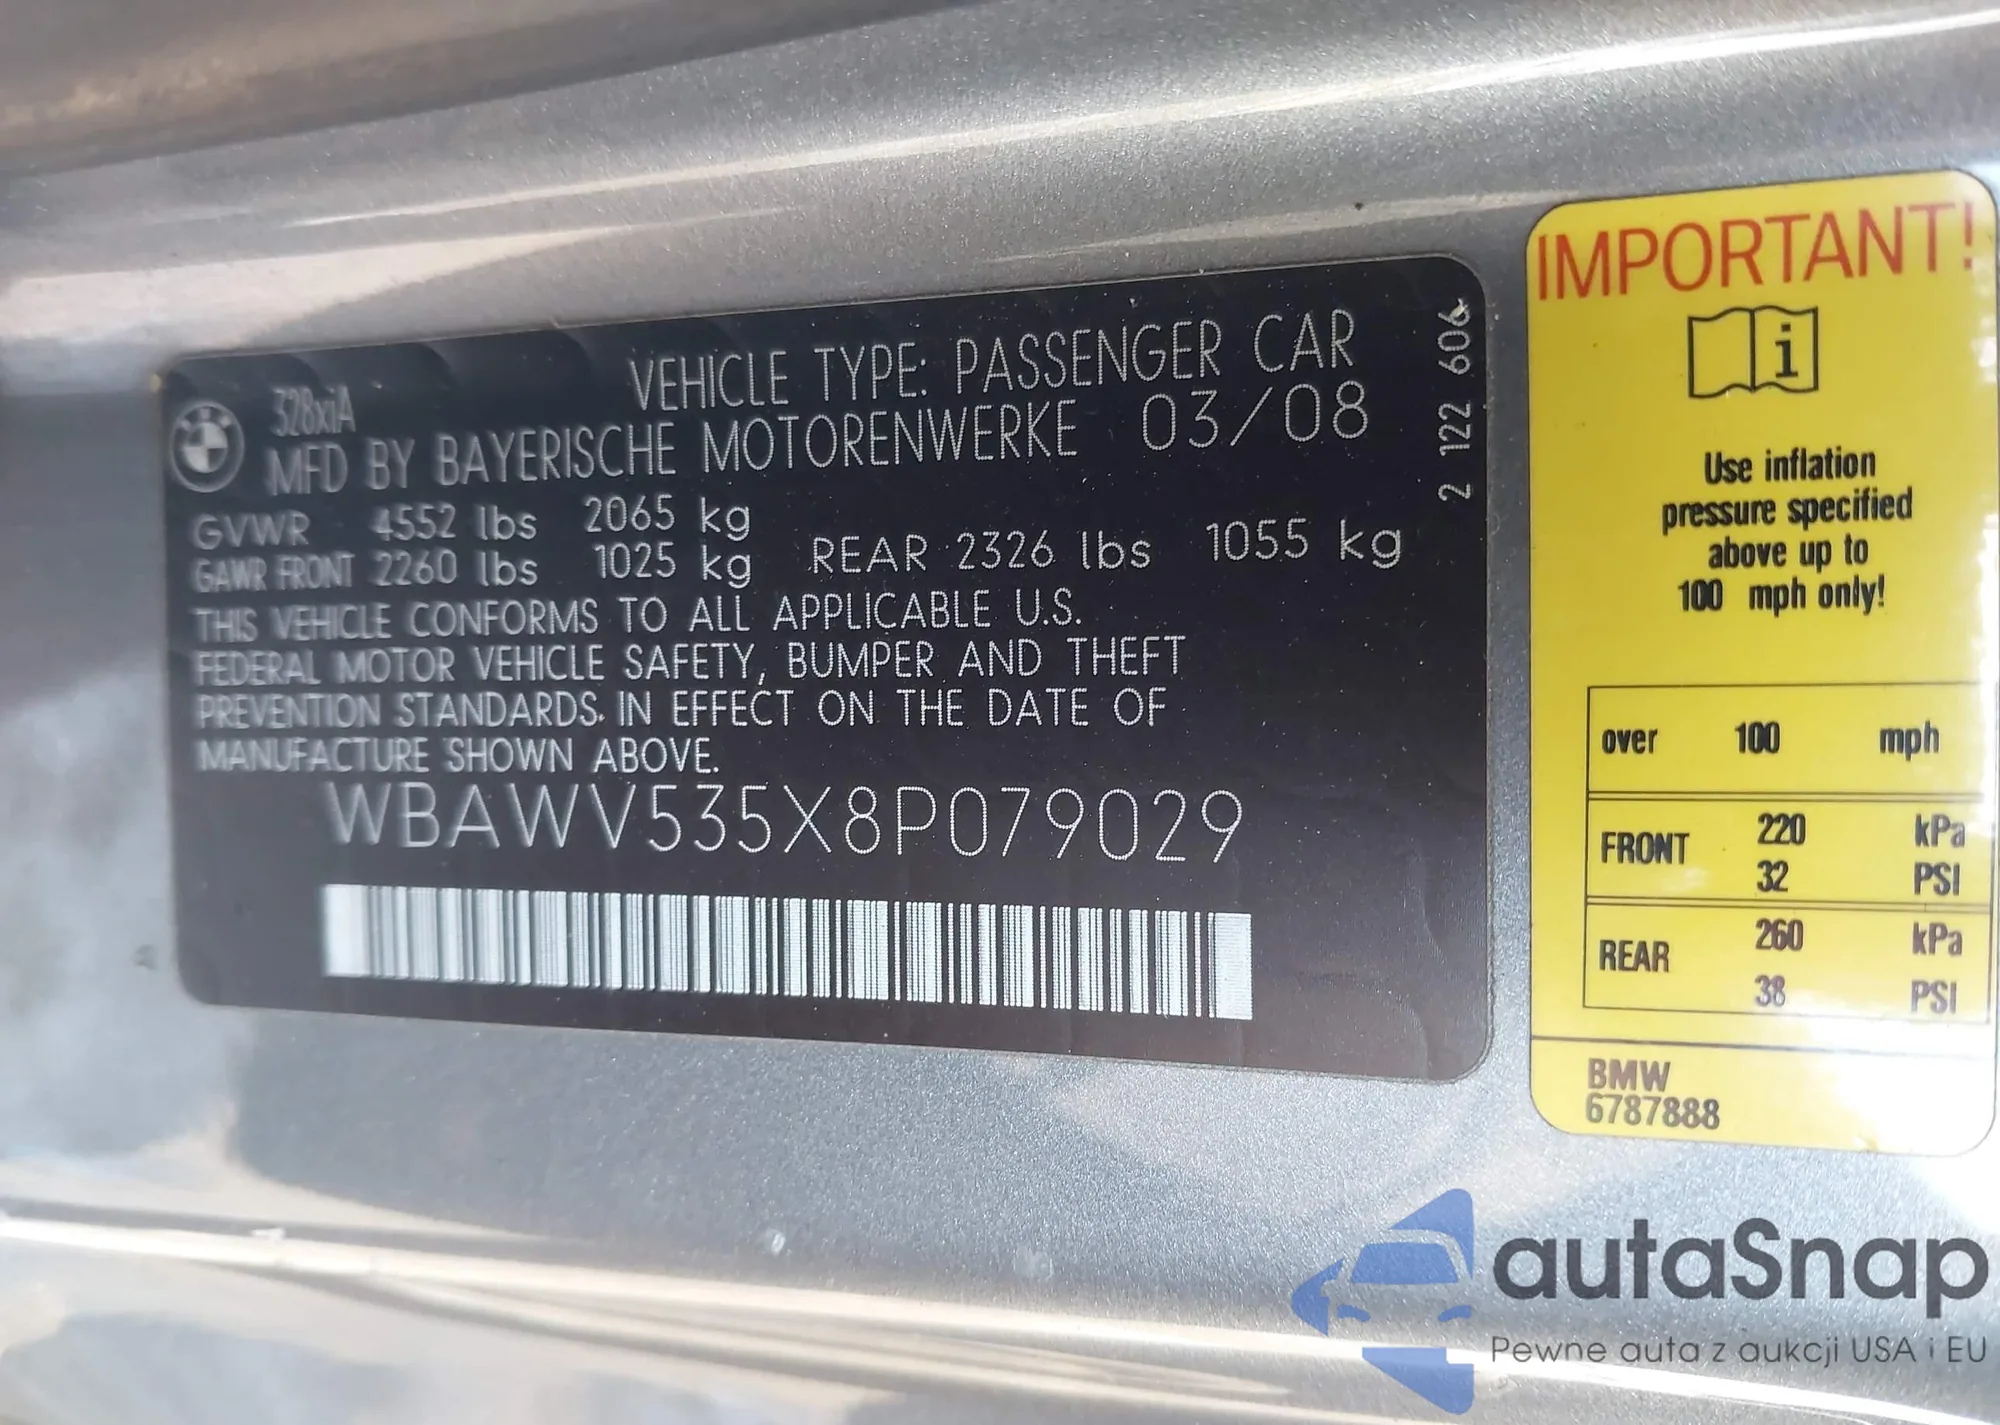 328xiA
VEHICLE TYPE: PASSENGER CAR
MFD BY BAYERISCHE MOTORENWERKE 03/08
GVWR 4552 lbs 2065 kg
GAWR FRONT 2260 lbs 1025 kg REAR 2326 lbs 1055 kg
THIS VEHICLE CONFORMS TO ALL APPLICABLE U.S.
FEDERAL MOTOR VEHICLE SAFETY, BUMPER AND THEFT
PREVENTION STANDARDS. IN EFFECT ON THE DATE OF
MANUFACTURE SHOWN ABOVE.
WBAWV535X8P079029
2 122 606
IMPORTANT!
i
Use inflation
pressure specified
above up to
100 mph only!
over 100 mph
FRONT 220 kPa
32 PSI
REAR 260 kPa
38 PSI
BMW
6787888
autaSnap
Pewne auta z aukcji USA i EU